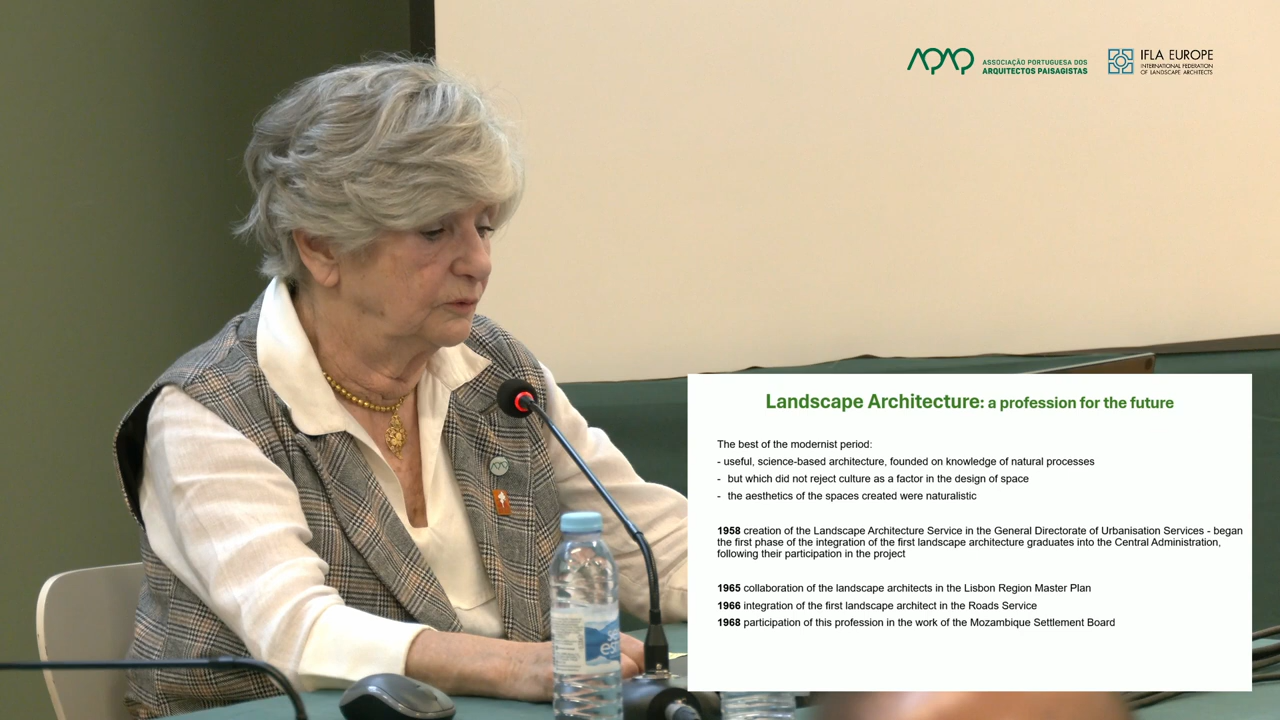 APAP
ASSOCIAÇÃO PORTUGUESA DOS
ARQUITECTOS PAISAGISTAS
IFLA EUROPE
INTERNATIONAL FEDERATION
OF LANDSCAPE ARCHITECTS
Landscape Architecture: a profession for the future
The best of the modernist period:
- useful, science-based architecture, founded on knowledge of natural processes
- but which did not reject culture as a factor in the design of space
- the aesthetics of the spaces created were naturalistic
1958 creation of the Landscape Architecture Service in the General Directorate of Urbanisation Services - began
the first phase of the integration of the first landscape architecture graduates into the Central Administration,
following their participation in the project
1965 collaboration of the landscape architects in the Lisbon Region Master Plan
1966 integration of the first landscape architect in the Roads Service
1968 participation of this profession in the work of the Mozambique Settlement Board